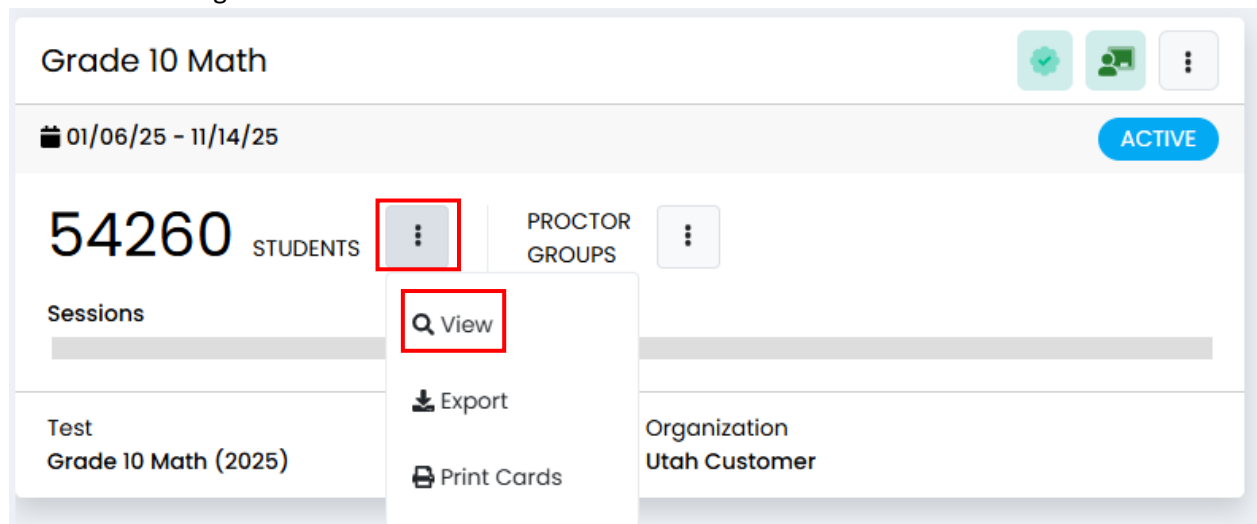 Grade 10 Math
01/06/25 - 11/14/25
ACTIVE
54260 STUDENTS
PROCTOR
GROUPS
Sessions
View
Export
Print Cards
Test
Grade 10 Math (2025)
Organization
Utah Customer